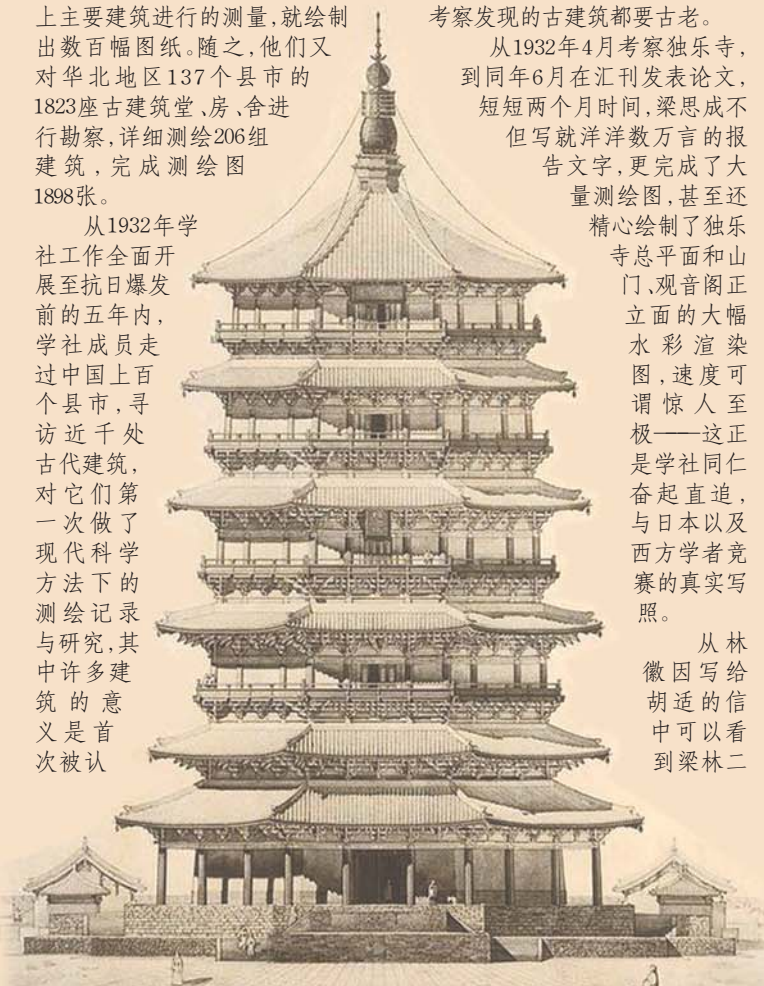 上主要建筑进行的测量,就绘制
出数百幅图纸。随之,他们又
对华北地区137个县市的
1823座古建筑堂、房、舍进
行勘察,详细测绘206组
建筑,完成测绘图
1898张。
从1932年学
社工作全面开
展至抗日爆发
前的五年内,
学社成员走
过中国上百
个县市,寻
访近千处
古代建筑,
对它们第
一次做了
现代科学
方法下的
测绘记录
与研究,其
中许多建
筑的意
义是首
次被认
考察发现的古建筑都要古老。
从1932年4月考察独乐寺,
到同年6月在汇刊发表论文,
短短两个月时间,梁思成不
但写就洋洋数万言的报
告文字,更完成了大
量测绘图,甚至还
精心绘制了独乐
寺总平面和山
门、观音阁正
立面的大幅
水彩渲染
图,速度可
谓惊人至
极——这正
是学社同仁
奋起直追,
与日本以及
西方学者竞
赛的真实写
照。
从林
徽因写给
胡适的信
中可以看
到梁林二